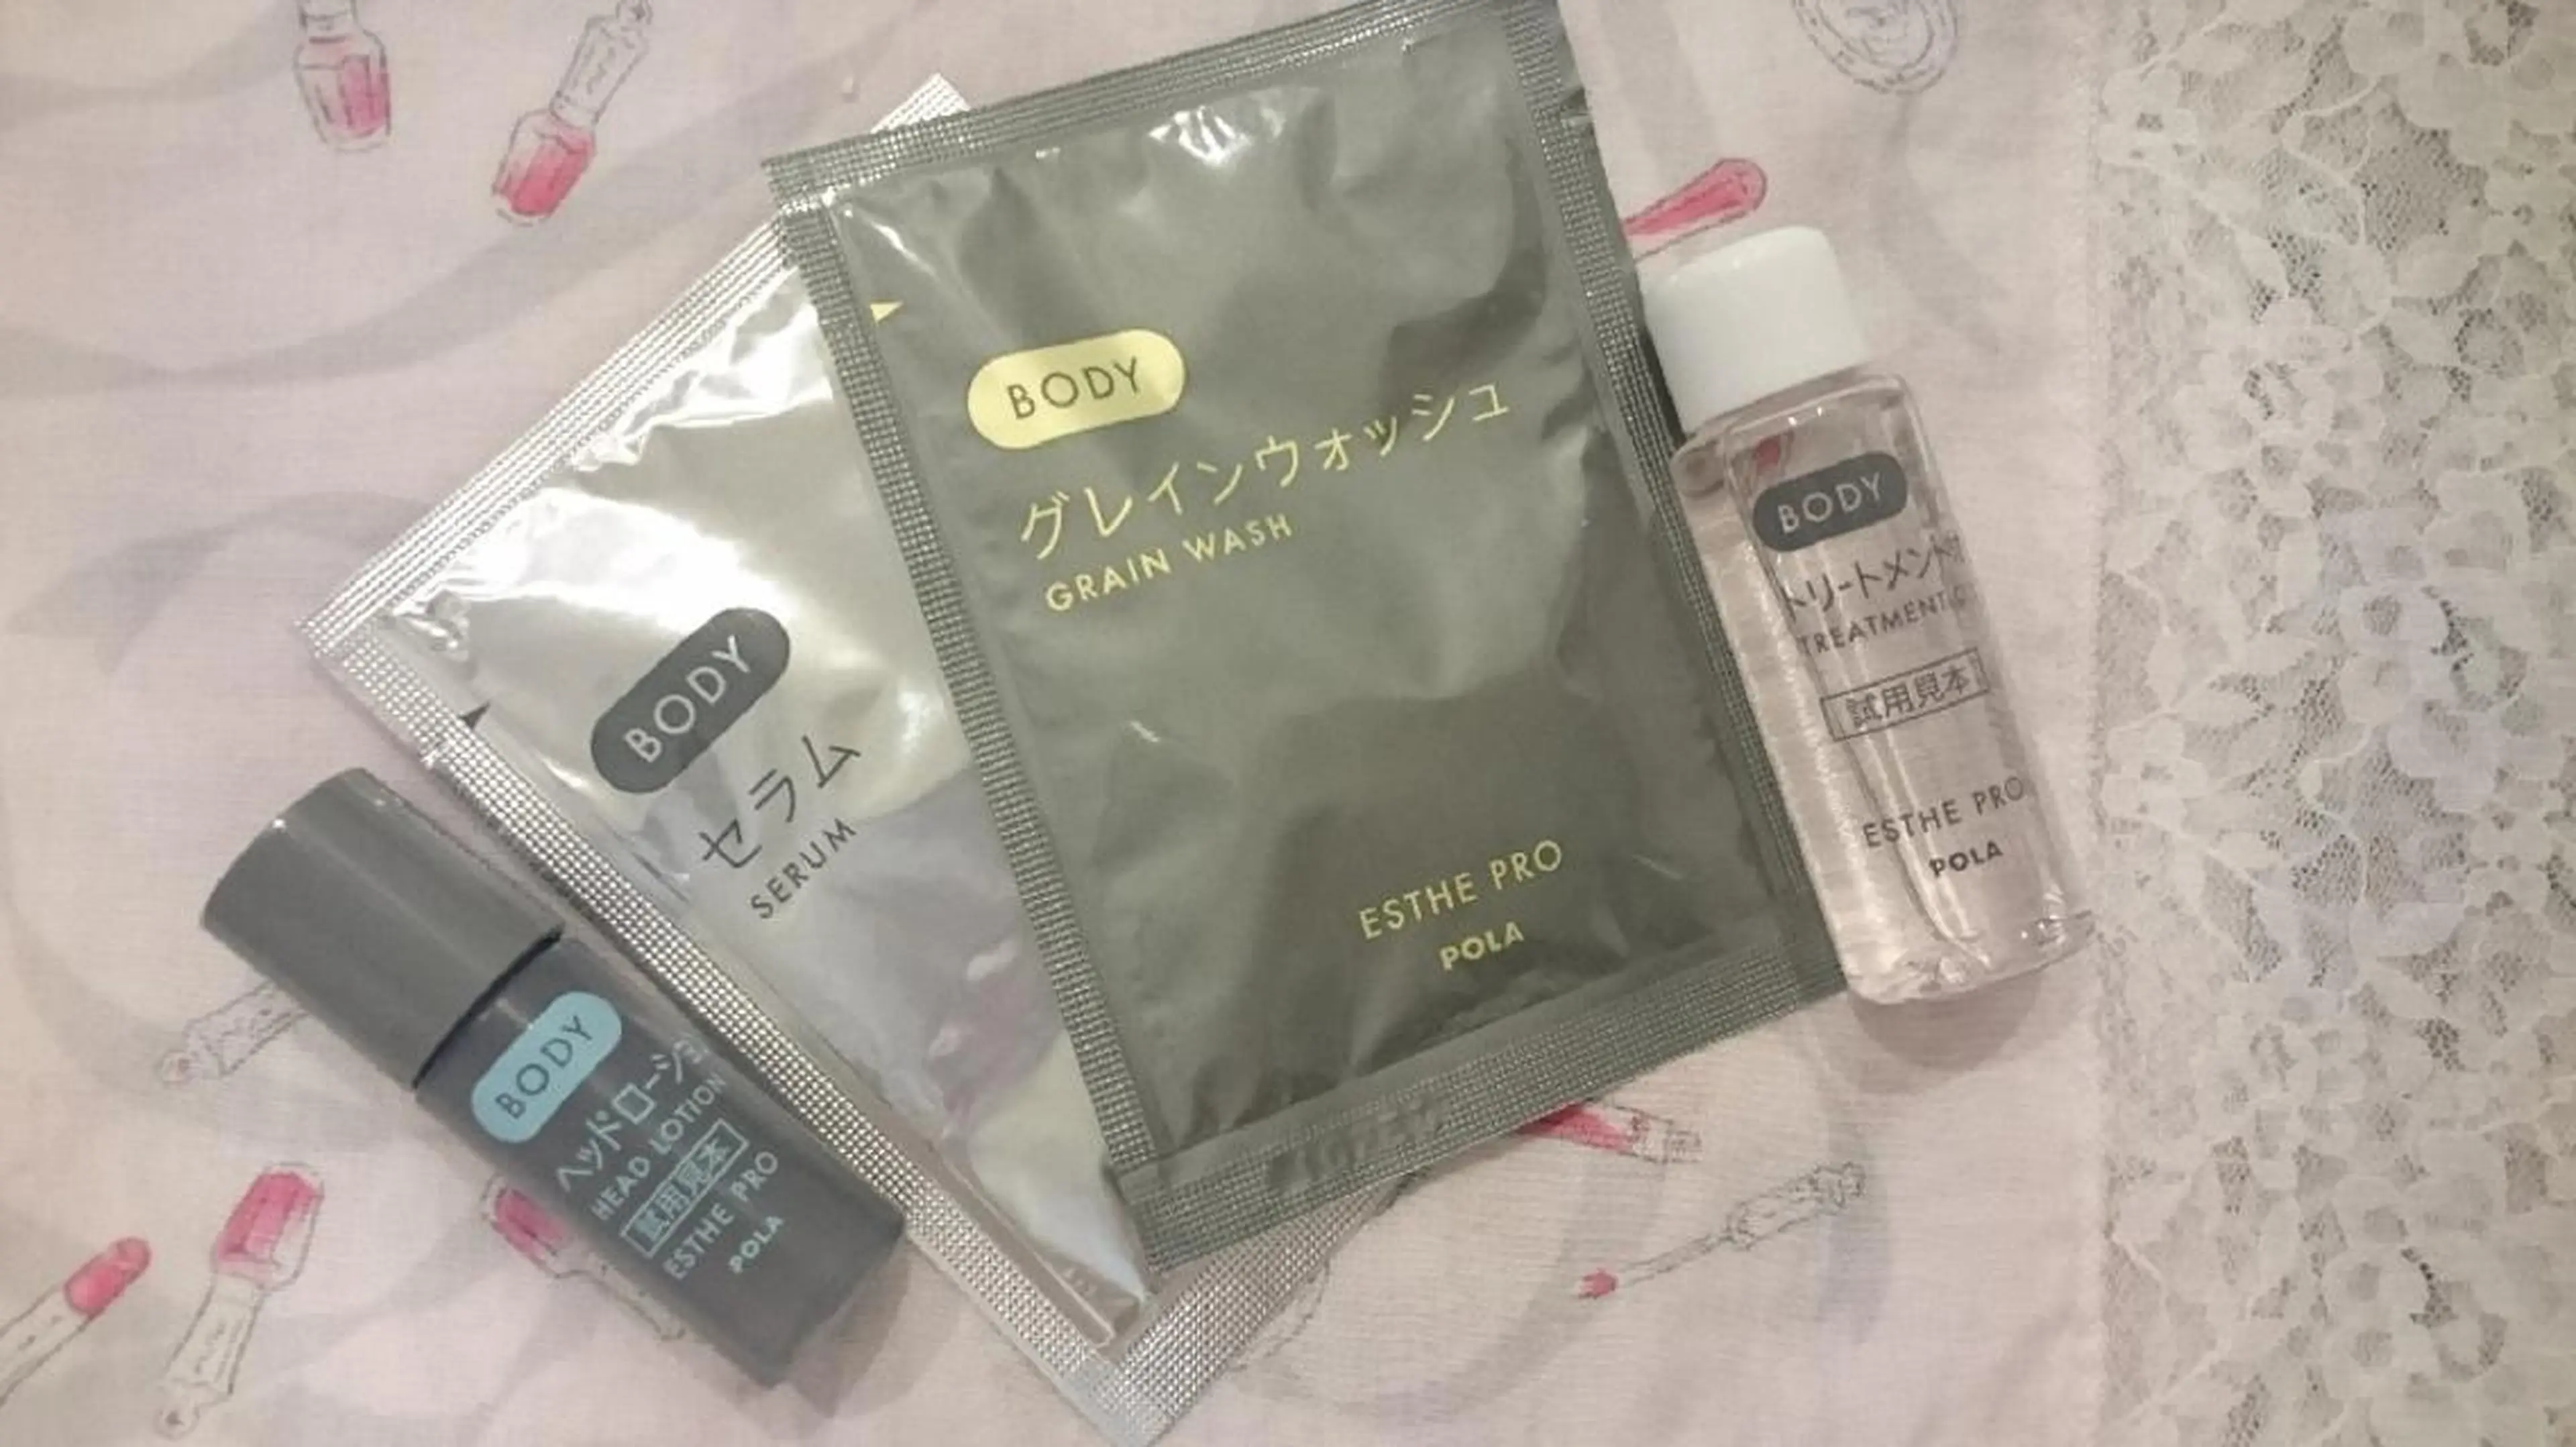 BODY
グレインウォッシュ
GRAIN WASH
ESTHE PRO
POLA
BODY
セラム
SERUM
BODY
ヘッドローショ
HEAD LOTION
試用見本
ESTHE PRO
POLA
BODY
トリートメント
TREATMENT
試用見本
ESTHE PRO
POLA